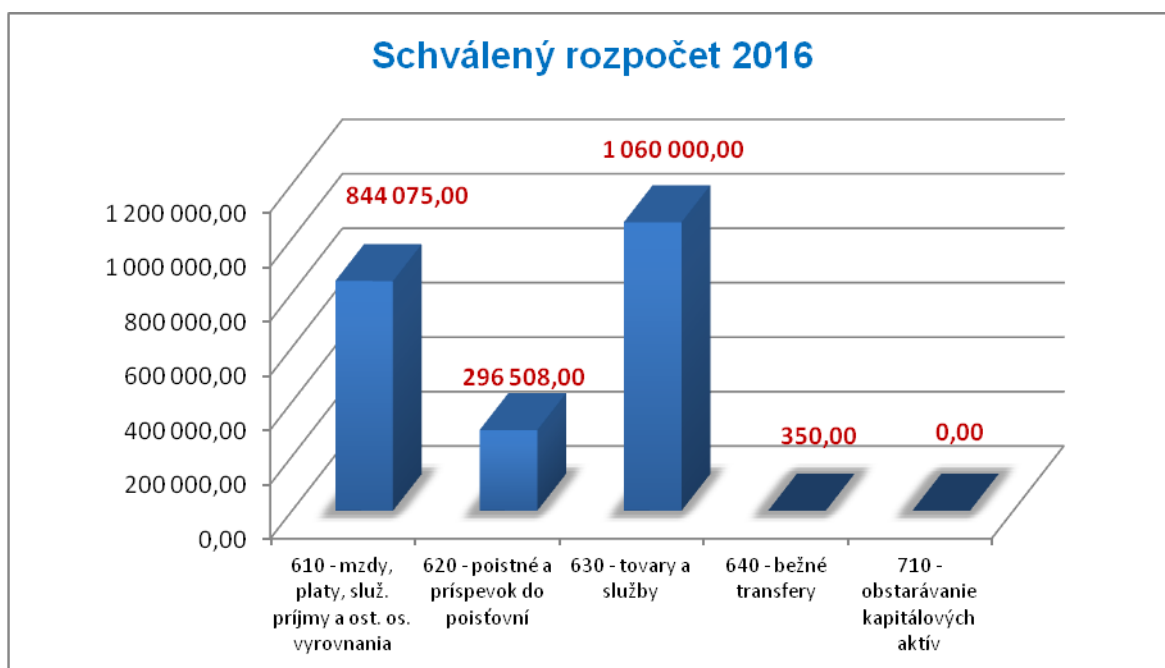 Schválený rozpočet 2016
1 060 000,00
844 075,00
296 508,00
350,00
0,00
1 200 000,00
1 000 000,00
800 000,00
600 000,00
400 000,00
200 000,00
0,00
610 - mzdy,
platy, služ.
príjmy a ost. os.
vyrovnania
620 - poistné a
príspevok do
poisťovní
630 - tovary a
služby
640 - bežné
transfery
710 -
obstarávanie
kapitálových
aktív